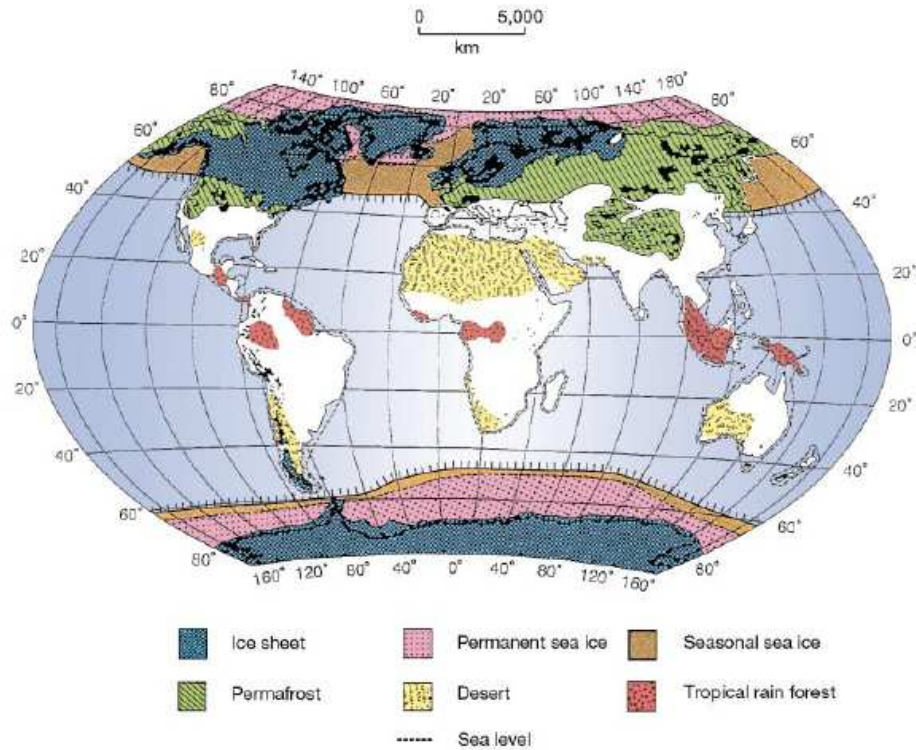 0 5,000
km
140° 100° 60° 20° 20° 60° 100° 140° 180°
80° 80°
60° 60°
40° 40°
20° 20°
0° 0°
20° 20°
40° 40°
60° 60°
80° 80°
160° 120° 80° 40° 0° 40° 80° 120° 160°
Ice sheet Permanent sea ice Seasonal sea ice
Permafrost Desert Tropical rain forest
Sea level